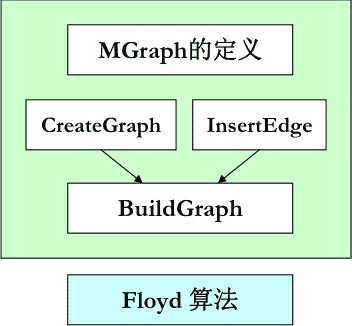 MGraph的定义
CreateGraph
InsertEdge
BuildGraph
Floyd 算法